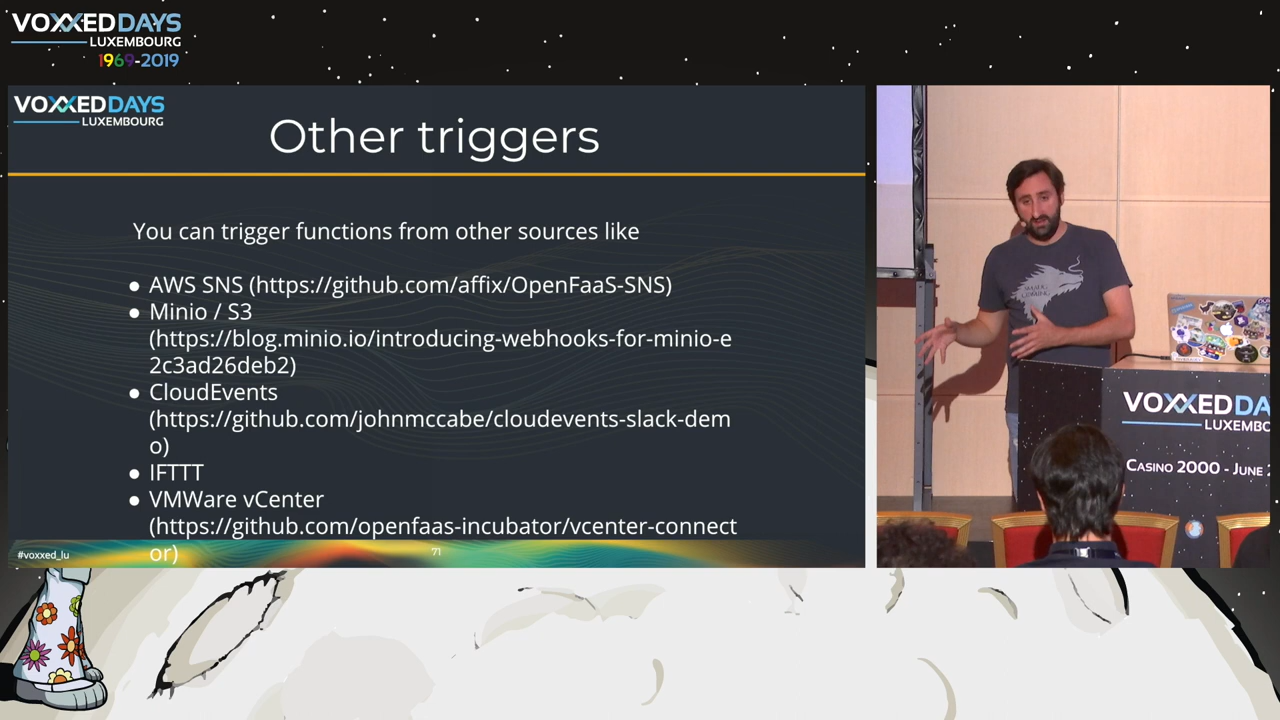 VOXXEDDAYS
LUXEMBOURG
1969-2019
VOXXEDDAYS
LUXEMBOURG
Other triggers
You can trigger functions from other sources like
● AWS SNS (https://github.com/affix/OpenFaaS-SNS)
● Minio / S3
(https://blog.minio.io/introducing-webhooks-for-minio-e
2c3ad26deb2)
● CloudEvents
(https://github.com/johnmccabe/cloudevents-slack-dem
o)
● IFTTT
● VMWare vCenter
(https://github.com/openfaas-incubator/vcenter-connect
or)
#voxxed_lu
71
VOXXEDDA
LUXEMBO
CASINO 2000 - JUNE